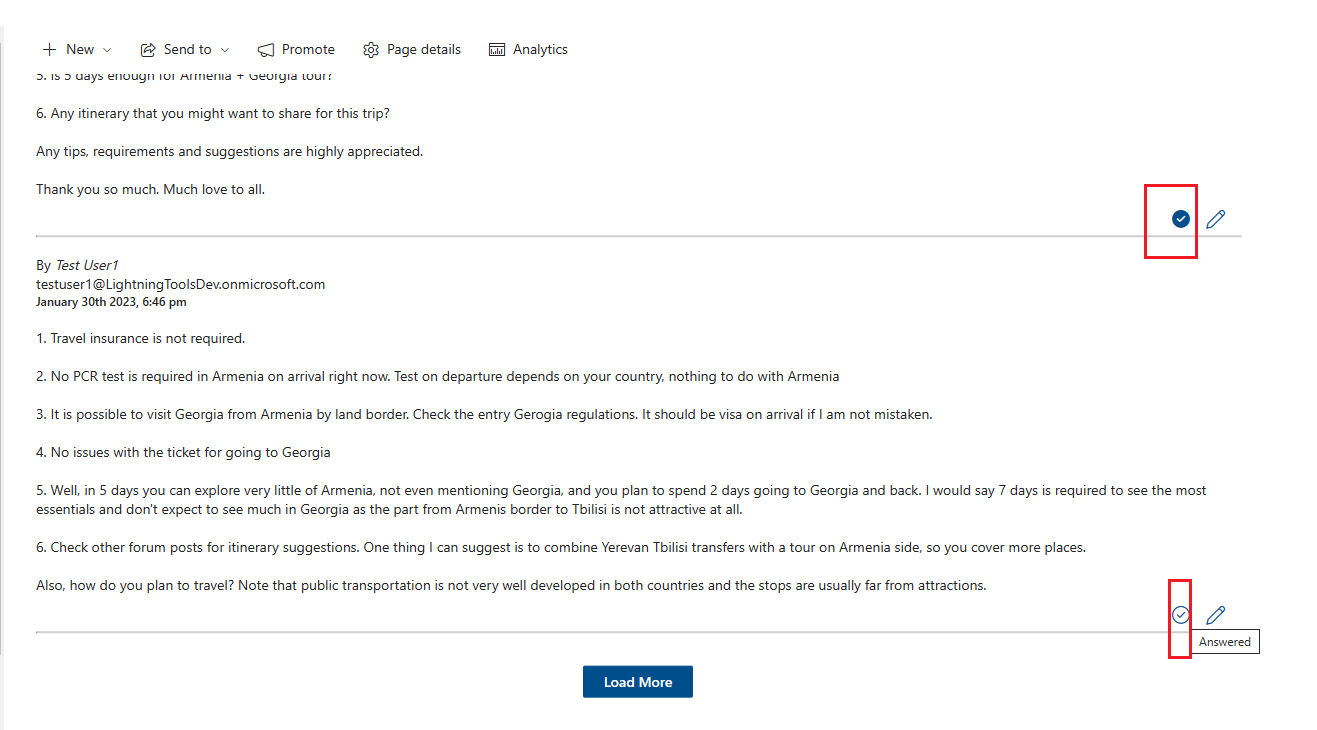 New
Send to
Promote
Page details
Analytics
5. Is 5 days enough for Armenia + Georgia tour?
6. Any itinerary that you might want to share for this trip?
Any tips, requirements and suggestions are highly appreciated.
Thank you so much. Much love to all.
By Test User1
testuser1@LightningToolsDev.onmicrosoft.com
January 30th 2023, 6:46 pm
1. Travel insurance is not required.
2. No PCR test is required in Armenia on arrival right now. Test on departure depends on your country, nothing to do with Armenia
3. It is possible to visit Georgia from Armenia by land border. Check the entry Gerogia regulations. It should be visa on arrival if I am not mistaken.
4. No issues with the ticket for going to Georgia
5. Well, in 5 days you can explore very little of Armenia, not even mentioning Georgia, and you plan to spend 2 days going to Georgia and back. I would say 7 days is required to see the most
essentials and don't expect to see much in Georgia as the part from Armenis border to Tbilisi is not attractive at all.
6. Check other forum posts for itinerary suggestions. One thing I can suggest is to combine Yerevan Tbilisi transfers with a tour on Armenia side, so you cover more places.
Also, how do you plan to travel? Note that public transportation is not very well developed in both countries and the stops are usually far from attractions.
Answered
Load More